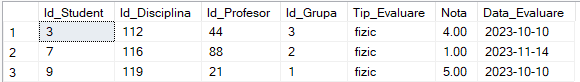 Id_Student Id_Disciplina Id_Profesor Id_Grupa Tip_Evaluare Nota Data_Evaluare
1 3 112 44 3 fizic 4.00 2023-10-10
2 7 116 88 2 fizic 1.00 2023-11-14
3 9 119 21 1 fizic 5.00 2023-10-10